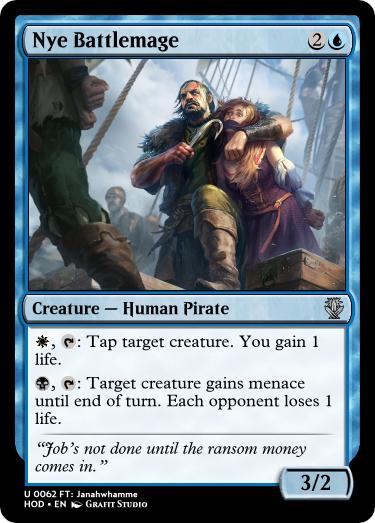 Nye Battlemage 2
Creature — Human Pirate
, : Tap target creature. You gain 1
life.
, : Target creature gains menace
until end of turn. Each opponent loses 1
life.
“Job's not done until the ransom money
comes in.”
3/2
U 0062 FT: Janahwhamme
HOD • EN Grafit Studio